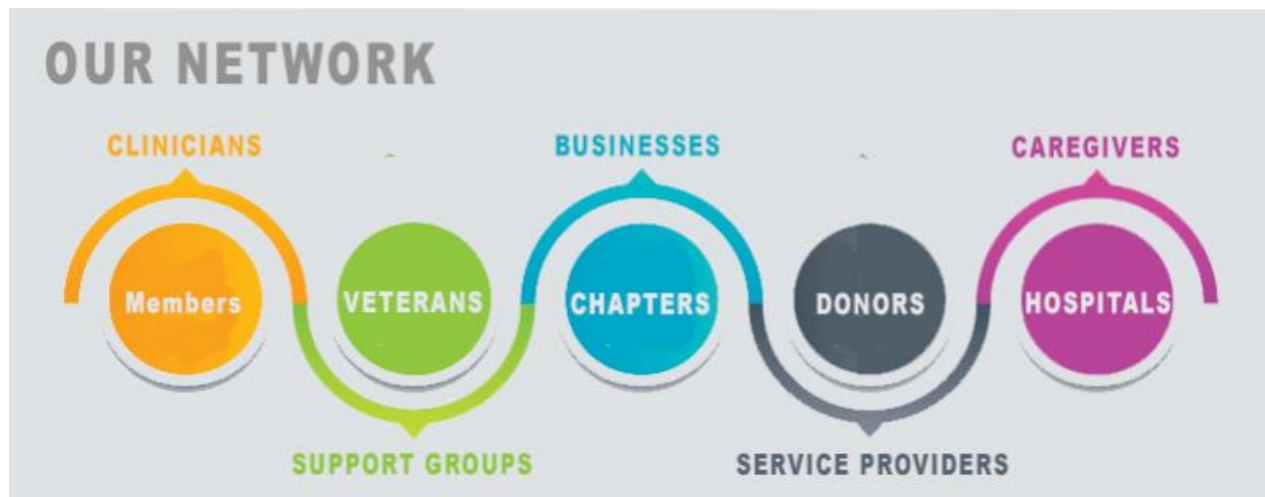 OUR NETWORK
CLINICIANS
BUSINESSES
CAREGIVERS
Members
VETERANS
CHAPTERS
DONORS
HOSPITALS
SUPPORT GROUPS
SERVICE PROVIDERS